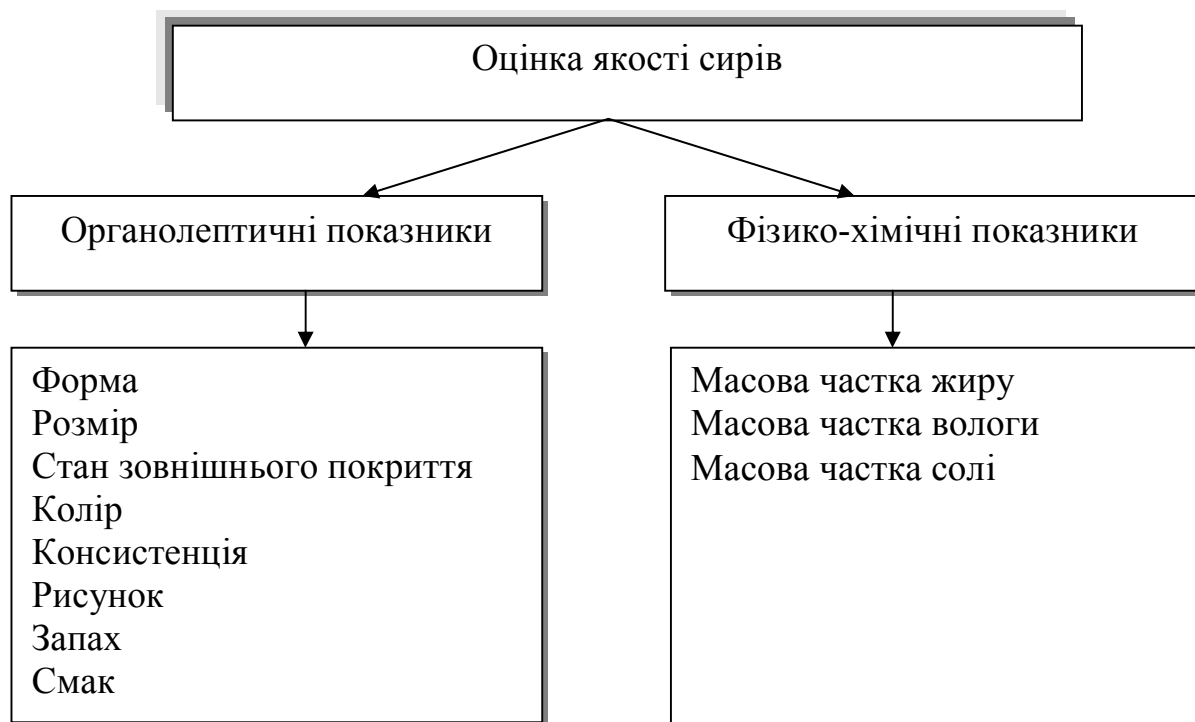 Оцінка якості сирів
Органолептичні показники
Фізико-хімічні показники
Форма
Розмір
Стан зовнішнього покриття
Колір
Консистенція
Рисунок
Запах
Смак
Масова частка жиру
Масова частка вологи
Масова частка солі